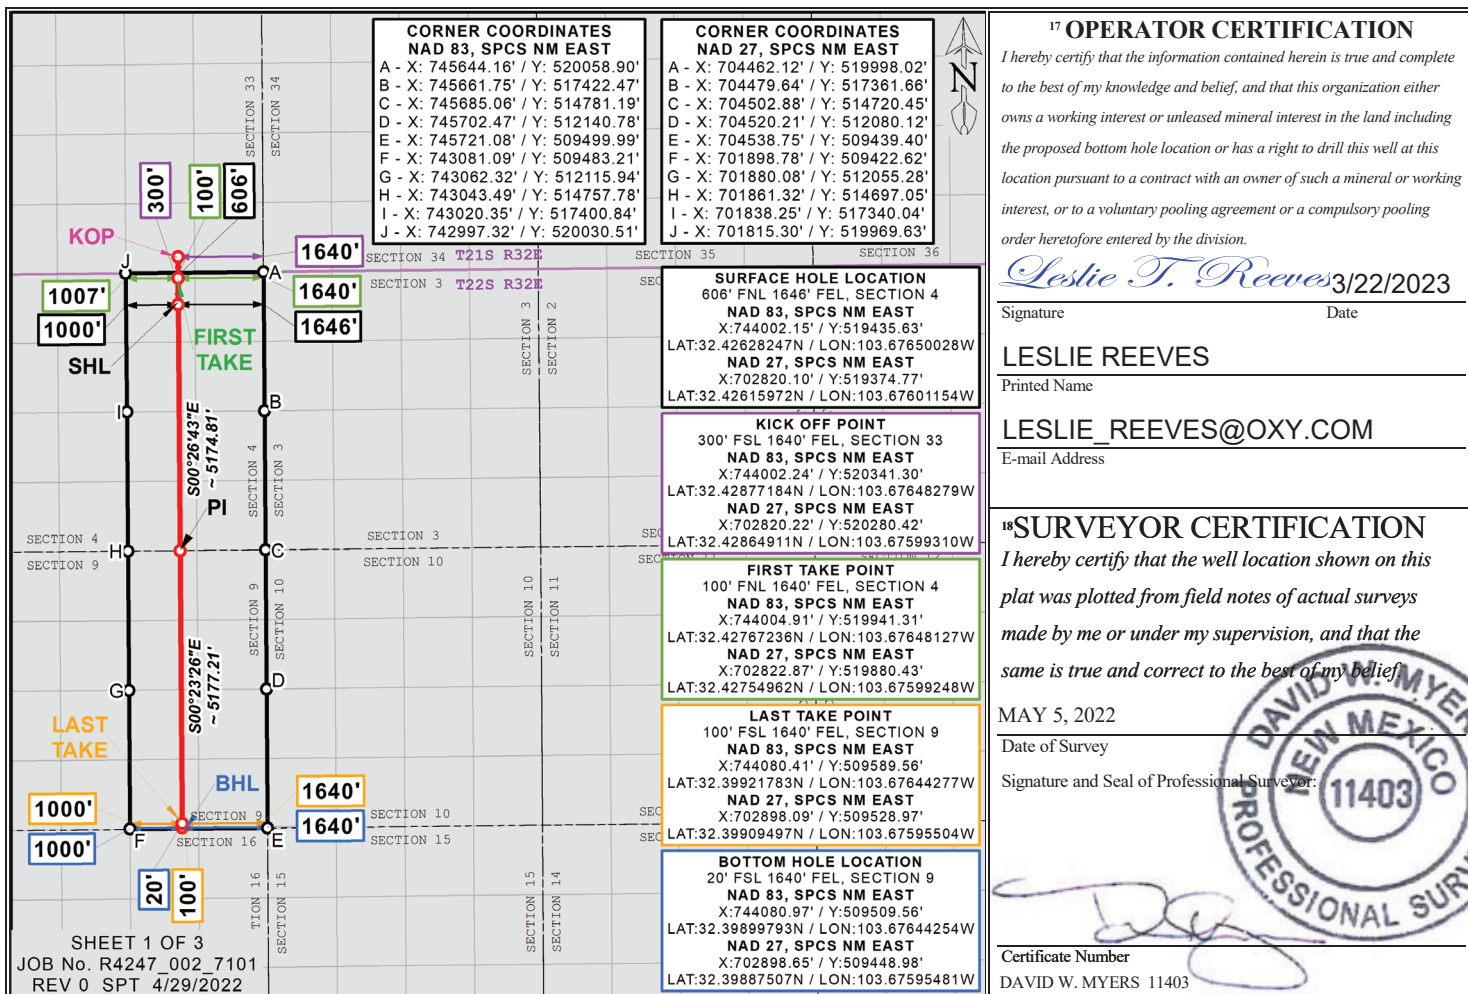 CORNER COORDINATES
NAD 83, SPCS NM EAST
A - X: 745644.16' / Y: 520058.90'
B - X: 745661.75' / Y: 517422.47'
C - X: 745685.06' / Y: 514781.19'
D - X: 745702.47' / Y: 512140.78'
E - X: 745721.08' / Y: 509499.99'
F - X: 743081.09' / Y: 509483.21'
G - X: 743062.32' / Y: 512115.94'
H - X: 743043.49' / Y: 514757.78'
I - X: 743020.35' / Y: 517400.84'
J - X: 742997.32' / Y: 520030.51'
CORNER COORDINATES
NAD 27, SPCS NM EAST
A - X: 704462.12' / Y: 519998.02'
B - X: 704479.64' / Y: 517361.66'
C - X: 704502.88' / Y: 514720.45'
D - X: 704520.21' / Y: 512080.12'
E - X: 704538.75' / Y: 509439.40'
F - X: 701898.78' / Y: 509422.62'
G - X: 701880.08' / Y: 512055.28'
H - X: 701861.32' / Y: 514697.05'
I - X: 701838.25' / Y: 517340.04'
J - X: 701815.30' / Y: 519969.63'
N
SECTION 33
SECTION 34
300'
100'
606'
KOP
1640'
SECTION 34 T21S R32E
SECTION 35
SECTION 36
J
A
SECTION 3 T22S R32E
1007'
1640'
1000'
1646'
FIRST
TAKE
SHL
SECTION 3
SECTION 2
I
B
S00°26'43"E
~ 5174.81'
SECTION 4
SECTION 3
PI
SECTION 4
SECTION 3
H
C
SECTION 9
SECTION 10
SECTION 9
SECTION 10
SECTION 10
SECTION 11
S00°23'26"E
~ 5177.21'
G
D
LAST
TAKE
BHL
1000'
1640'
SECTION 9
SECTION 10
1640'
F
E
SECTION 16
SECTION 15
1000'
20'
100'
TION 16
SECTION 15
SECTION 15
SECTION 14
SHEET 1 OF 3
JOB No. R4247_002_7101
REV 0 SPT 4/29/2022
SURFACE HOLE LOCATION
606' FNL 1646' FEL, SECTION 4
NAD 83, SPCS NM EAST
X:744002.15' / Y:519435.63'
LAT:32.42628247N / LON:103.67650028W
NAD 27, SPCS NM EAST
X:702820.10' / Y:519374.77'
LAT:32.42615972N / LON:103.67601154W
KICK OFF POINT
300' FSL 1640' FEL, SECTION 33
NAD 83, SPCS NM EAST
X:744002.24' / Y:520341.30'
LAT:32.42877184N / LON:103.67648279W
NAD 27, SPCS NM EAST
X:702820.22' / Y:520280.42'
LAT:32.42864911N / LON:103.67599310W
FIRST TAKE POINT
100' FNL 1640' FEL, SECTION 4
NAD 83, SPCS NM EAST
X:744004.91' / Y:519941.31'
LAT:32.42767236N / LON:103.67648127W
NAD 27, SPCS NM EAST
X:702822.87' / Y:519880.43'
LAT:32.42754962N / LON:103.67599248W
LAST TAKE POINT
100' FSL 1640' FEL, SECTION 9
NAD 83, SPCS NM EAST
X:744080.41' / Y:509589.56'
LAT:32.39921783N / LON:103.67644277W
NAD 27, SPCS NM EAST
X:702898.09' / Y:509528.97'
LAT:32.39909497N / LON:103.67595504W
BOTTOM HOLE LOCATION
20' FSL 1640' FEL, SECTION 9
NAD 83, SPCS NM EAST
X:744080.97' / Y:509509.56'
LAT:32.39899793N / LON:103.67644254W
NAD 27, SPCS NM EAST
X:702898.65' / Y:509448.98'
LAT:32.39887507N / LON:103.67595481W
17 OPERATOR CERTIFICATION
I hereby certify that the information contained herein is true and complete
to the best of my knowledge and belief, and that this organization either
owns a working interest or unleased mineral interest in the land including
the proposed bottom hole location or has a right to drill this well at this
location pursuant to a contract with an owner of such a mineral or working
interest, or to a voluntary pooling agreement or a compulsory pooling
order heretofore entered by the division.
Leslie T. Reeves 3/22/2023
Signature Date
LESLIE REEVES
Printed Name
LESLIE_REEVES@OXY.COM
E-mail Address
18 SURVEYOR CERTIFICATION
I hereby certify that the well location shown on this
plat was plotted from field notes of actual surveys
made by me or under my supervision, and that the
same is true and correct to the best of my belief.
MAY 5, 2022
Date of Survey
Signature and Seal of Professional Surveyor:
DAVID W. MYERS
NEW MEXICO
11403
PROFESSIONAL SURV
Certificate Number
DAVID W. MYERS 11403